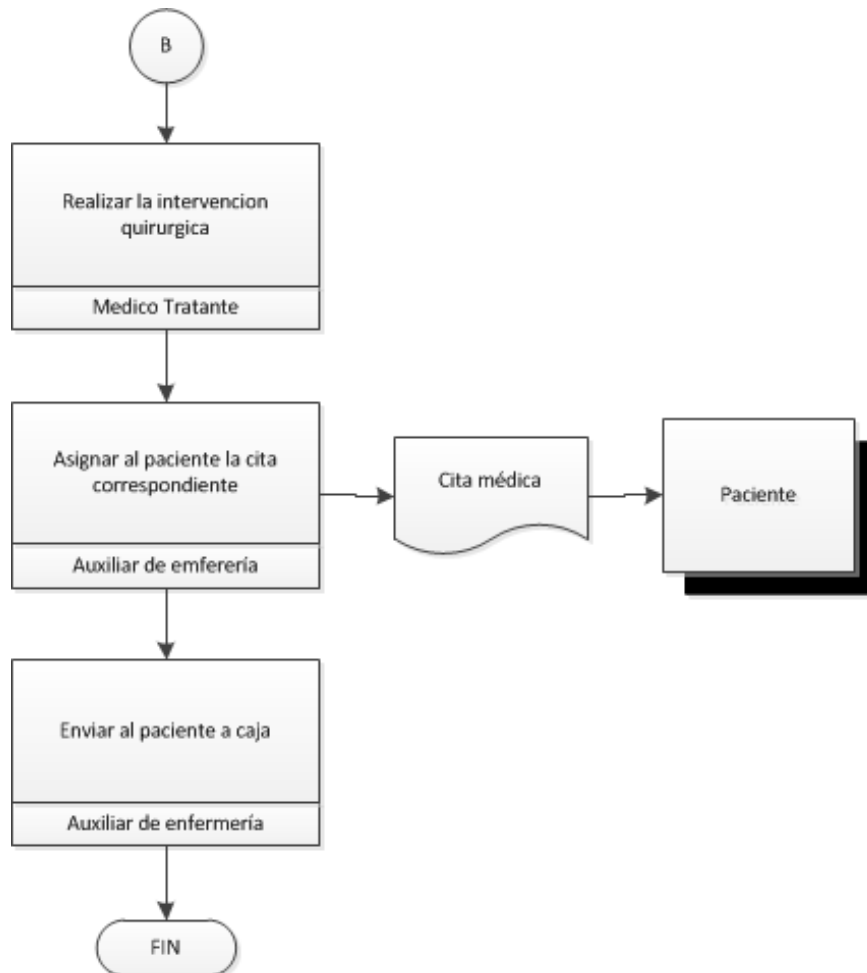 B
Realizar la intervencion
quirurgica
Medico Tratante
Asignar al paciente la cita
correspondiente
Auxiliar de emferería
Cita médica
Paciente
Enviar al paciente a caja
Auxiliar de enfermería
FIN